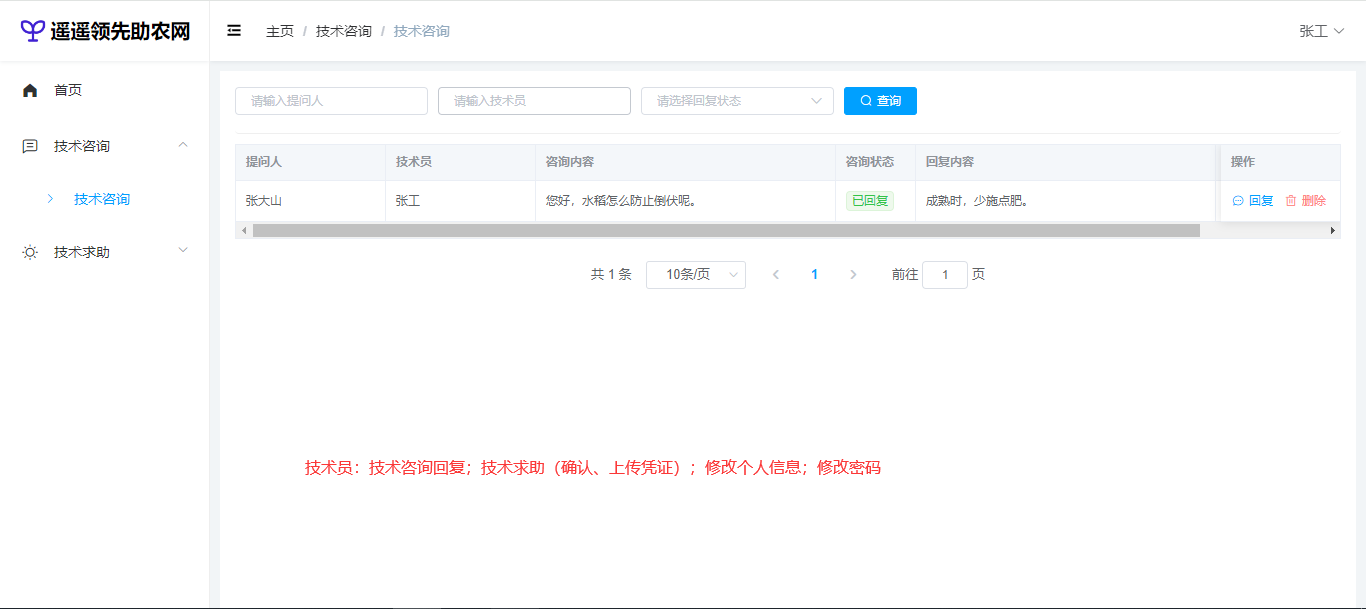 遥遥领先助农网
主页 / 技术咨询 / 技术咨询
张工
首页
技术咨询
技术咨询
技术求助
请输入提问人 请输入技术员 请选择回复状态 查询
提问人 技术员 咨询内容 咨询状态 回复内容 操作
张大山 张工 您好，水稻怎么防止倒伏呢。 已回复 成熟时，少施点肥。 回复 删除
共 1 条 10条/页 1 前往 1 页
技术员：技术咨询回复；技术求助（确认、上传凭证）；修改个人信息；修改密码